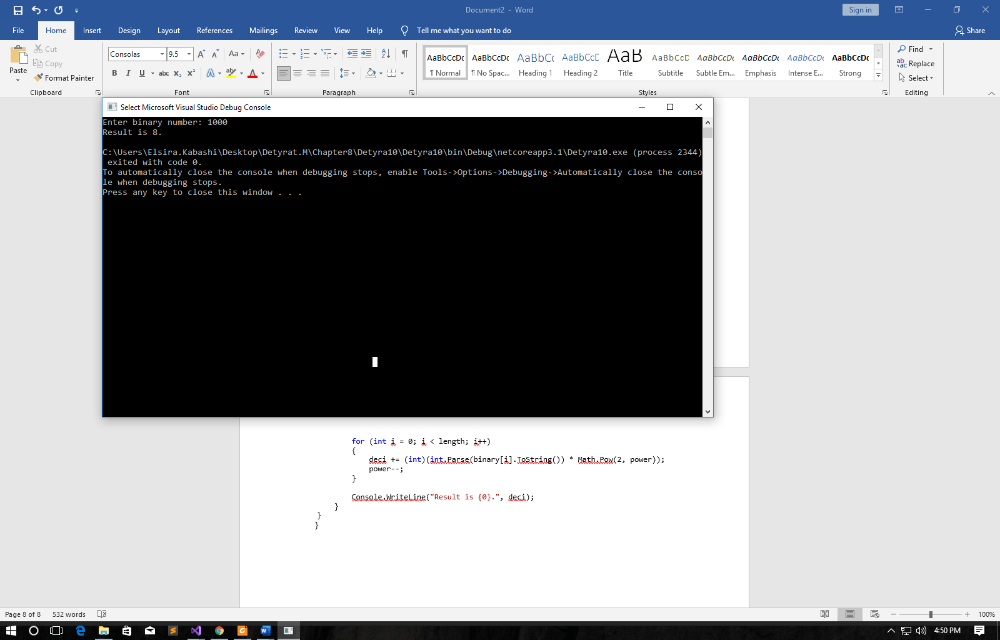 Document2 - Word
Sign in
File Home Insert Design Layout References Mailings Review View Help Tell me what you want to do Share
Paste
Cut
Copy
Format Painter
Clipboard
Consolas 9.5
Aa
B I U abc x₂ x²
Font
Paragraph
AaBbCcDc AaBbCcDc AaBbCc AaBbCcD AaB AaBbCcD AaBbCcDc AaBbCcDc AaBbCcDc AaBbCcDc
¶ Normal ¶ No Spac... Heading 1 Heading 2 Title Subtitle Subtle Em... Emphasis Intense E... Strong
Styles
Find
Replace
Select
Editing
Select Microsoft Visual Studio Debug Console
Enter binary number: 1000
Result is 8.
C:\Users\Elsira.Kabashi\Desktop\Detyrat.M\Chapter8\Detyra10\Detyra10\bin\Debug\netcoreapp3.1\Detyra10.exe (process 2344)
exited with code 0.
To automatically close the console when debugging stops, enable Tools->Options->Debugging->Automatically close the conso
le when debugging stops.
Press any key to close this window . . .
for (int i = 0; i < length; i++)
{
deci += (int)(int.Parse(binary[i].ToString()) * Math.Pow(2, power));
power--;
}
Console.WriteLine("Result is {0}.", deci);
}
}
}
Page 8 of 8 532 words
100%
4:50 PM